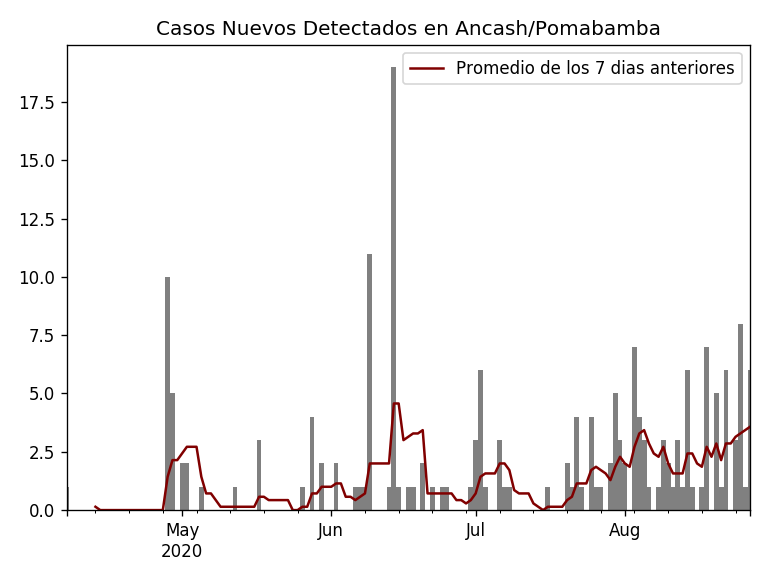 Casos Nuevos Detectados en Ancash/Pomabamba
Promedio de los 7 dias anteriores
17.5
15.0
12.5
10.0
7.5
5.0
2.5
0.0
May
2020
Jun
Jul
Aug